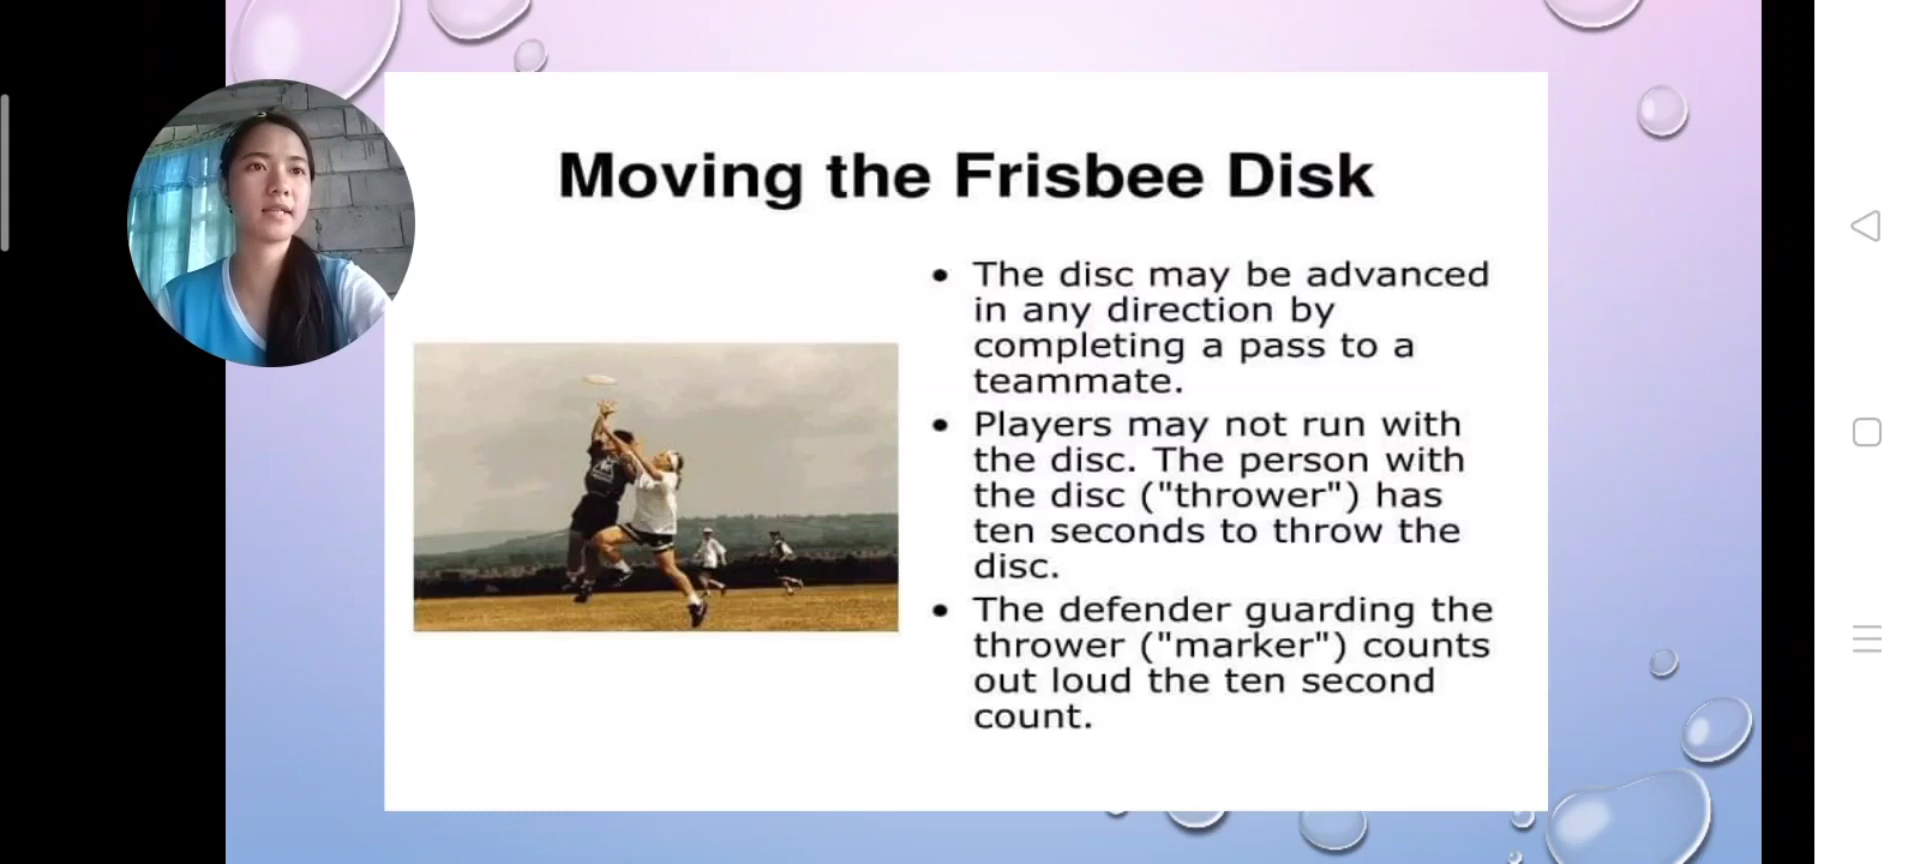 Moving the Frisbee Disk
• The disc may be advanced
in any direction by
completing a pass to a
teammate.
• Players may not run with
the disc. The person with
the disc ("thrower") has
ten seconds to throw the
disc.
• The defender guarding the
thrower ("marker") counts
out loud the ten second
count.